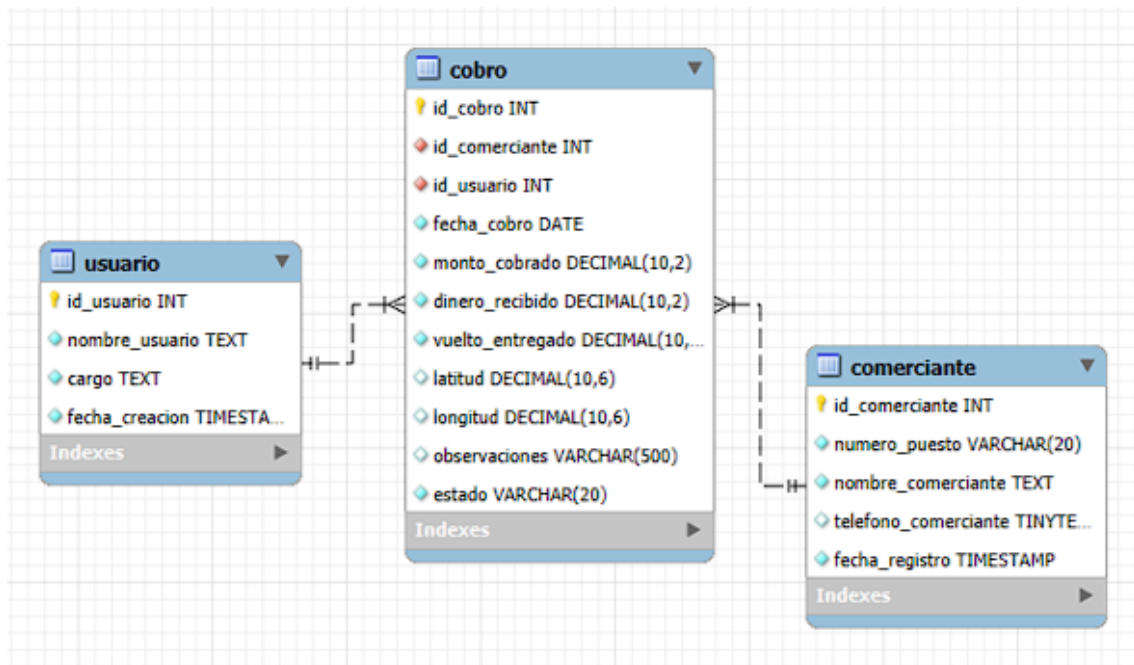 cobro
id_cobro INT
id_comerciante INT
id_usuario INT
fecha_cobro DATE
monto_cobrado DECIMAL(10,2)
dinero_recibido DECIMAL(10,2)
vuelto_entregado DECIMAL(10,...
latitud DECIMAL(10,6)
longitud DECIMAL(10,6)
observaciones VARCHAR(500)
estado VARCHAR(20)
Indexes
usuario
id_usuario INT
nombre_usuario TEXT
cargo TEXT
fecha_creacion TIMESTA...
Indexes
comerciante
id_comerciante INT
numero_puesto VARCHAR(20)
nombre_comerciante TEXT
telefono_comerciante TINYTE...
fecha_registro TIMESTAMP
Indexes